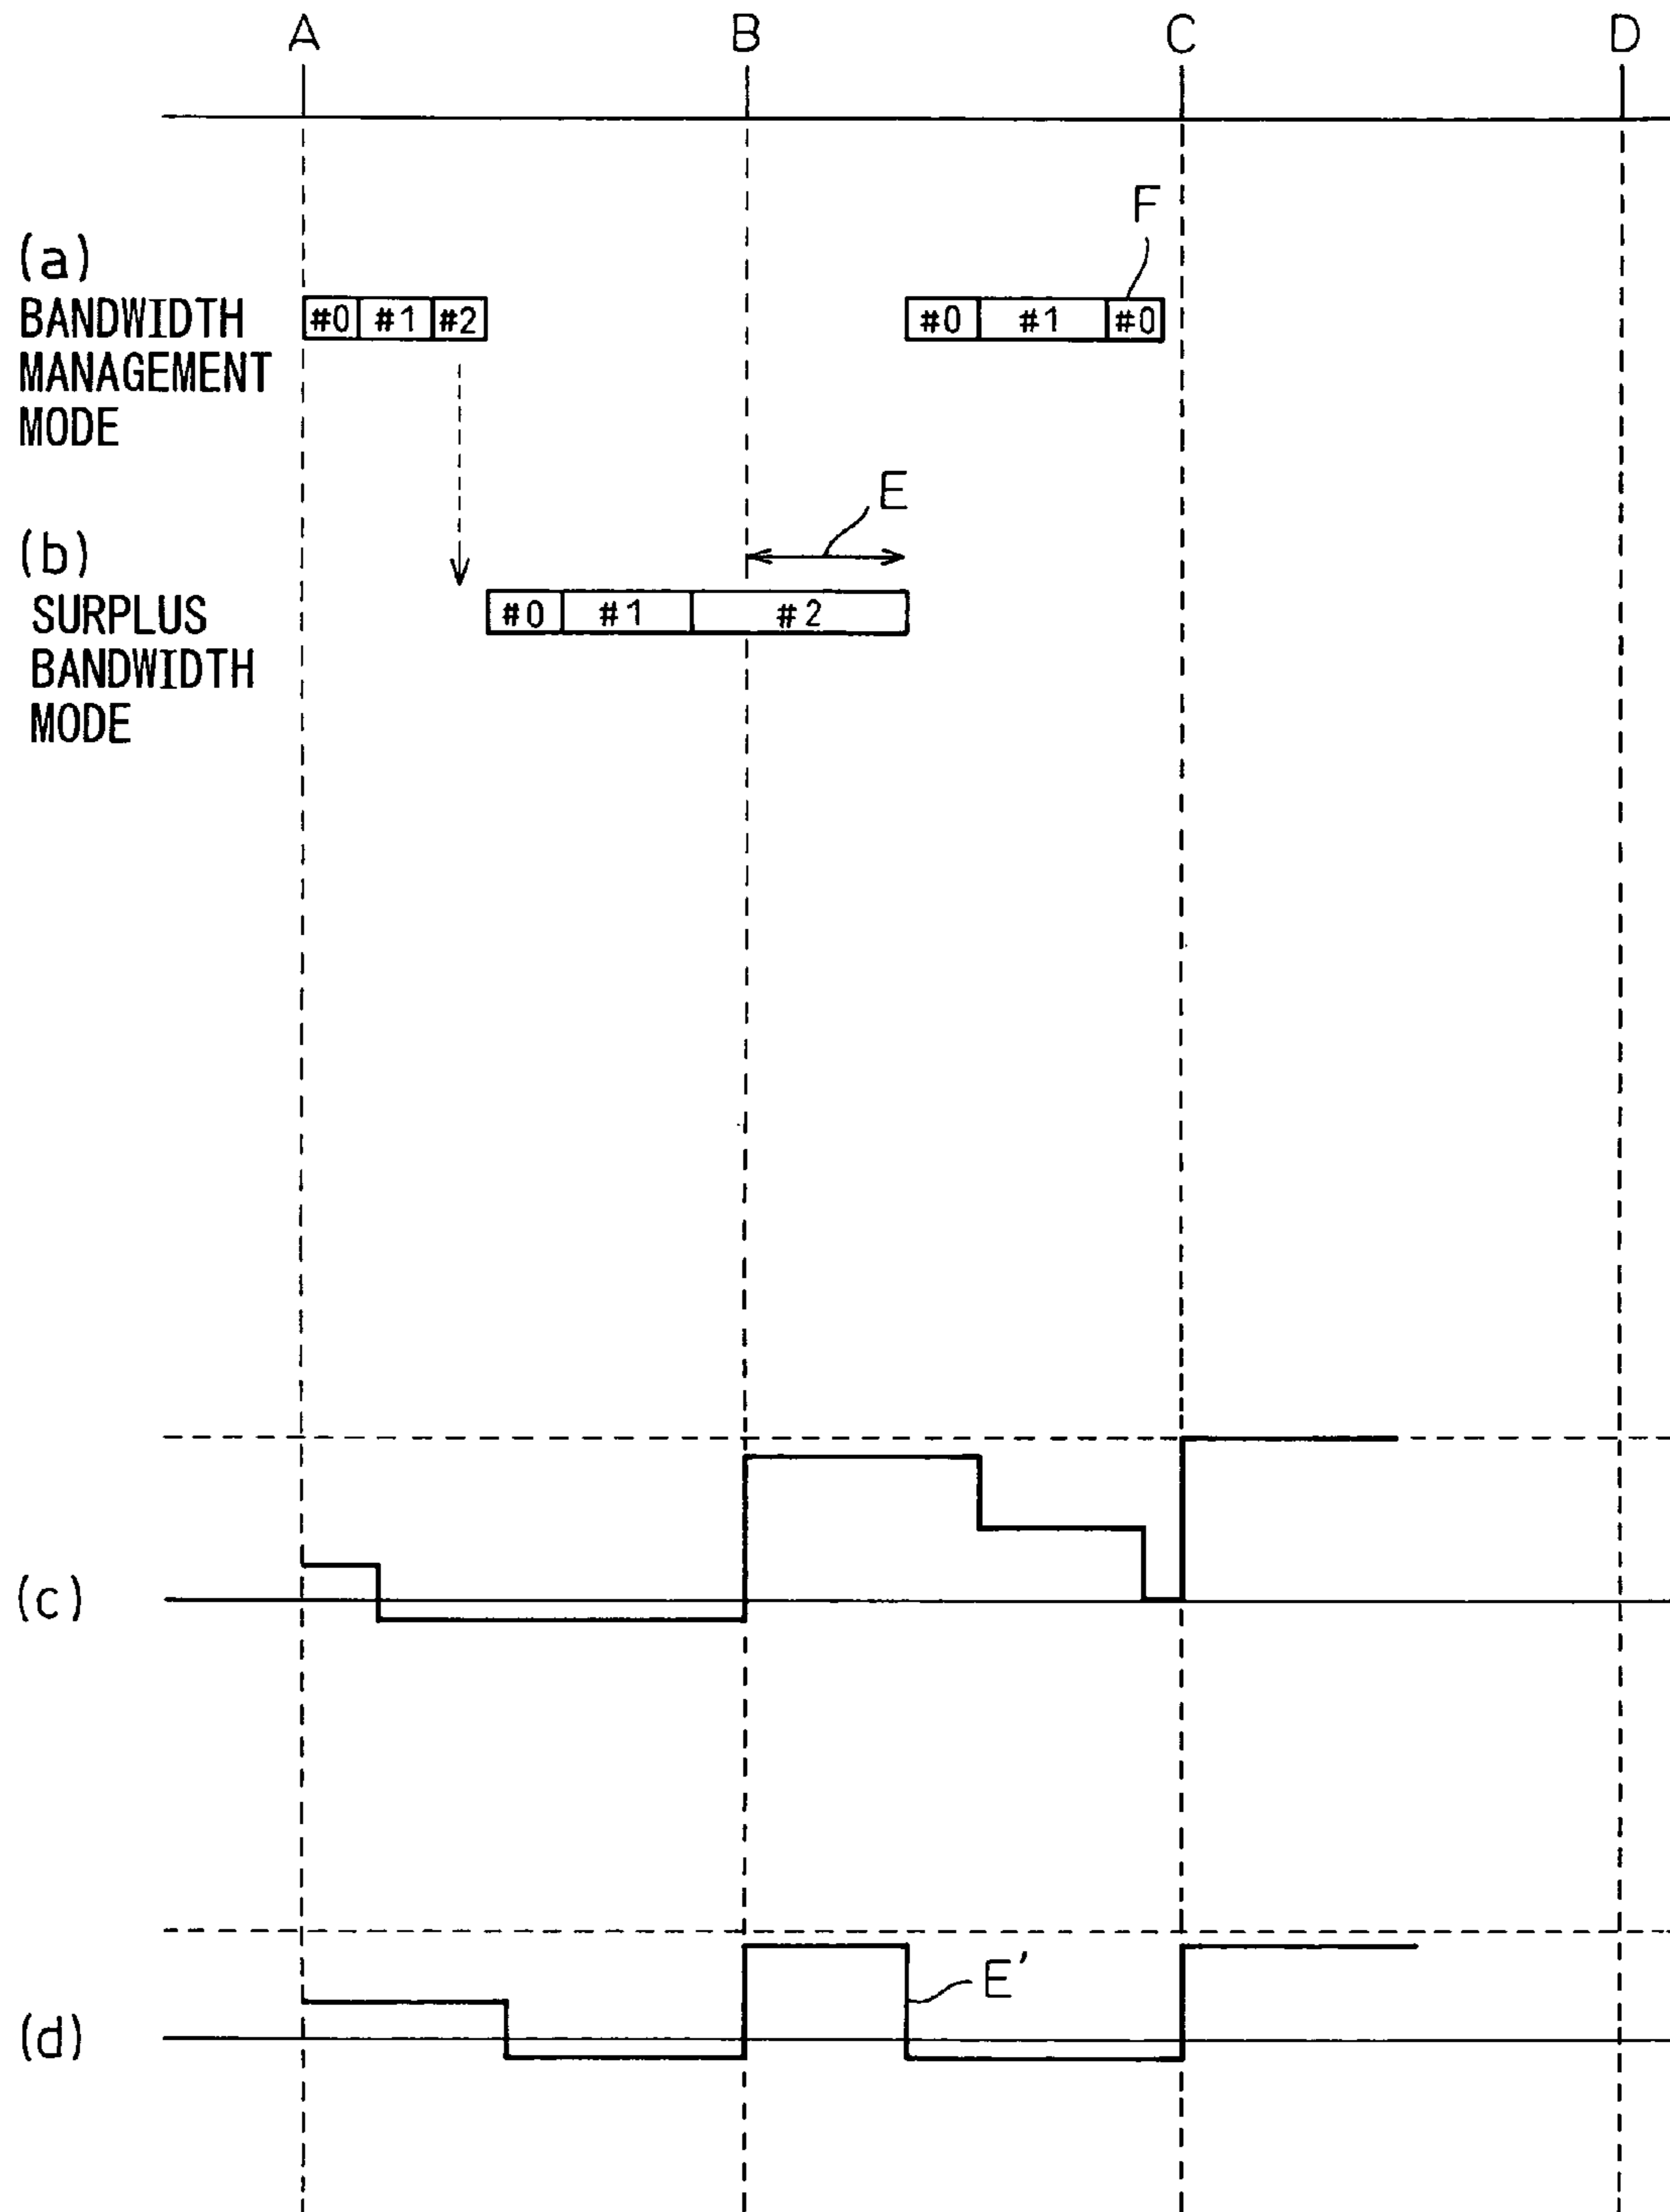 A B C D
F
(a)
BANDWIDTH
MANAGEMENT
MODE
#0 #1 #2 #0 #1 #0
E
(b)
SURPLUS
BANDWIDTH
MODE
#0 #1 #2
(c)
E'
(d)